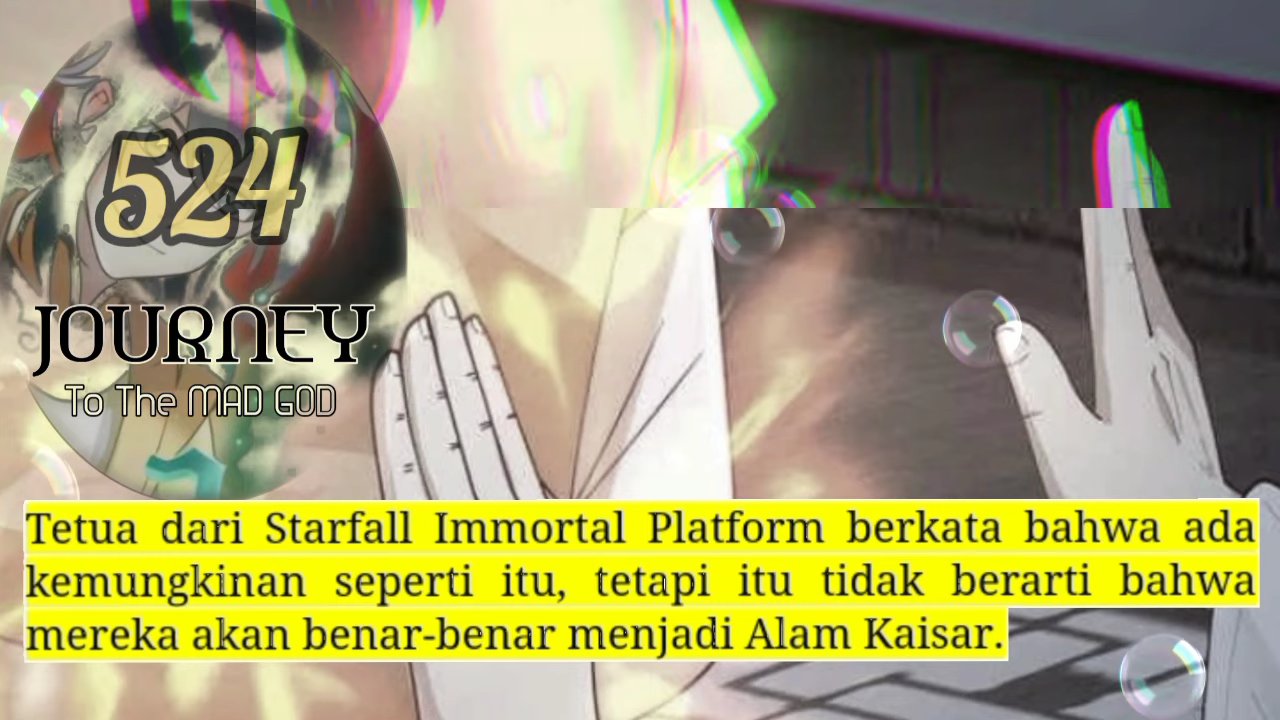 524
JOURNEY
To The MAD GOD
Tetua dari Starfall Immortal Platform berkata bahwa ada
kemungkinan seperti itu, tetapi itu tidak berarti bahwa
mereka akan benar-benar menjadi Alam Kaisar.